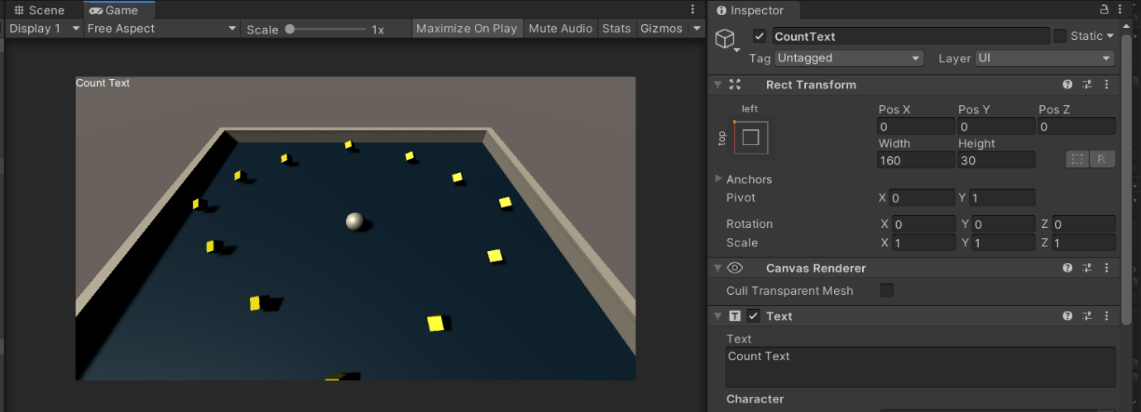 Scene Game
Display 1 Free Aspect Scale 1x Maximize On Play Mute Audio Stats Gizmos
Count Text
Inspector
CountText Static
Tag Untagged Layer UI
Rect Transform
left
top
Pos X Pos Y Pos Z
0 0 0
Width Height
160 30 R
Anchors
Pivot X 0 Y 1
Rotation X 0 Y 0 Z 0
Scale X 1 Y 1 Z 1
Canvas Renderer
Cull Transparent Mesh
T Text
Text
Count Text
Character